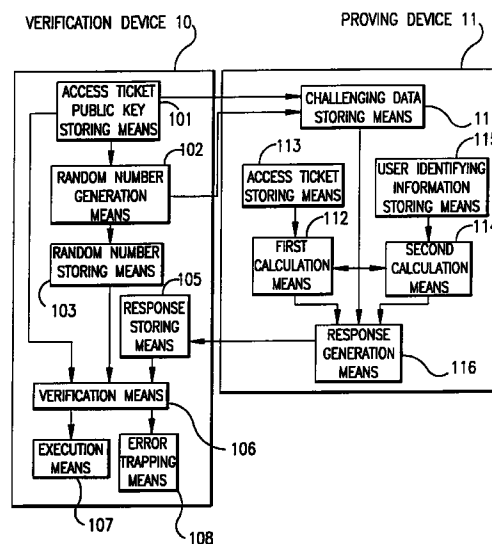 VERIFICATION DEVICE 10
PROVING DEVICE 11
ACCESS TICKET
PUBLIC KEY
STORING MEANS
101
CHALLENGING DATA
STORING MEANS
11
102
RANDOM NUMBER
GENERATION
MEANS
113
ACCESS TICKET
STORING MEANS
115
USER IDENTIFYING
INFORMATION
STORING MEANS
RANDOM NUMBER
STORING MEANS
103
105
112
FIRST
CALCULATION
MEANS
114
SECOND
CALCULATION
MEANS
RESPONSE
STORING
MEANS
RESPONSE
GENERATION
MEANS
116
VERIFICATION MEANS
106
EXECUTION
MEANS
107
ERROR
TRAPPING
MEANS
108